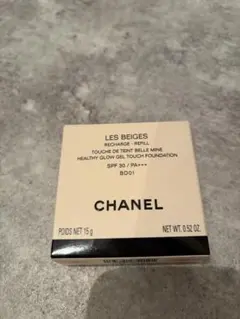 LES BEIGES
RECHARGE - REFILL
TOUCHE DE TEINT BELLE MINE
HEALTHY GLOW GEL TOUCH FOUNDATION
SPF 30 / PA+++
BD01
CHANEL
POIDS NET 15 g NET WT. 0.52 OZ.